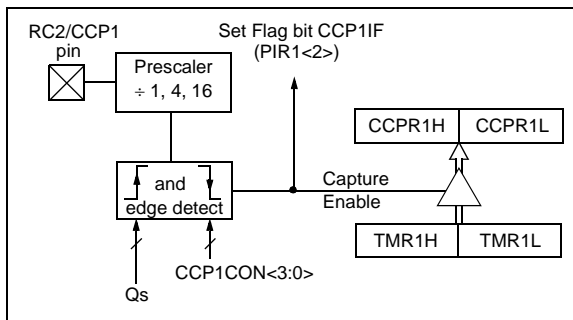 RC2/CCP1
pin
Set Flag bit CCP1IF
(PIR1<2>)
Prescaler
÷ 1, 4, 16
CCPR1H
CCPR1L
and
edge detect
Capture
Enable
TMR1H
TMR1L
CCP1CON<3:0>
Qs